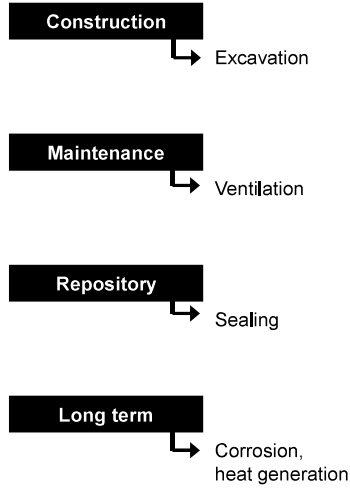 Construction
Excavation
Maintenance
Ventilation
Repository
Sealing
Long term
Corrosion,
heat generation